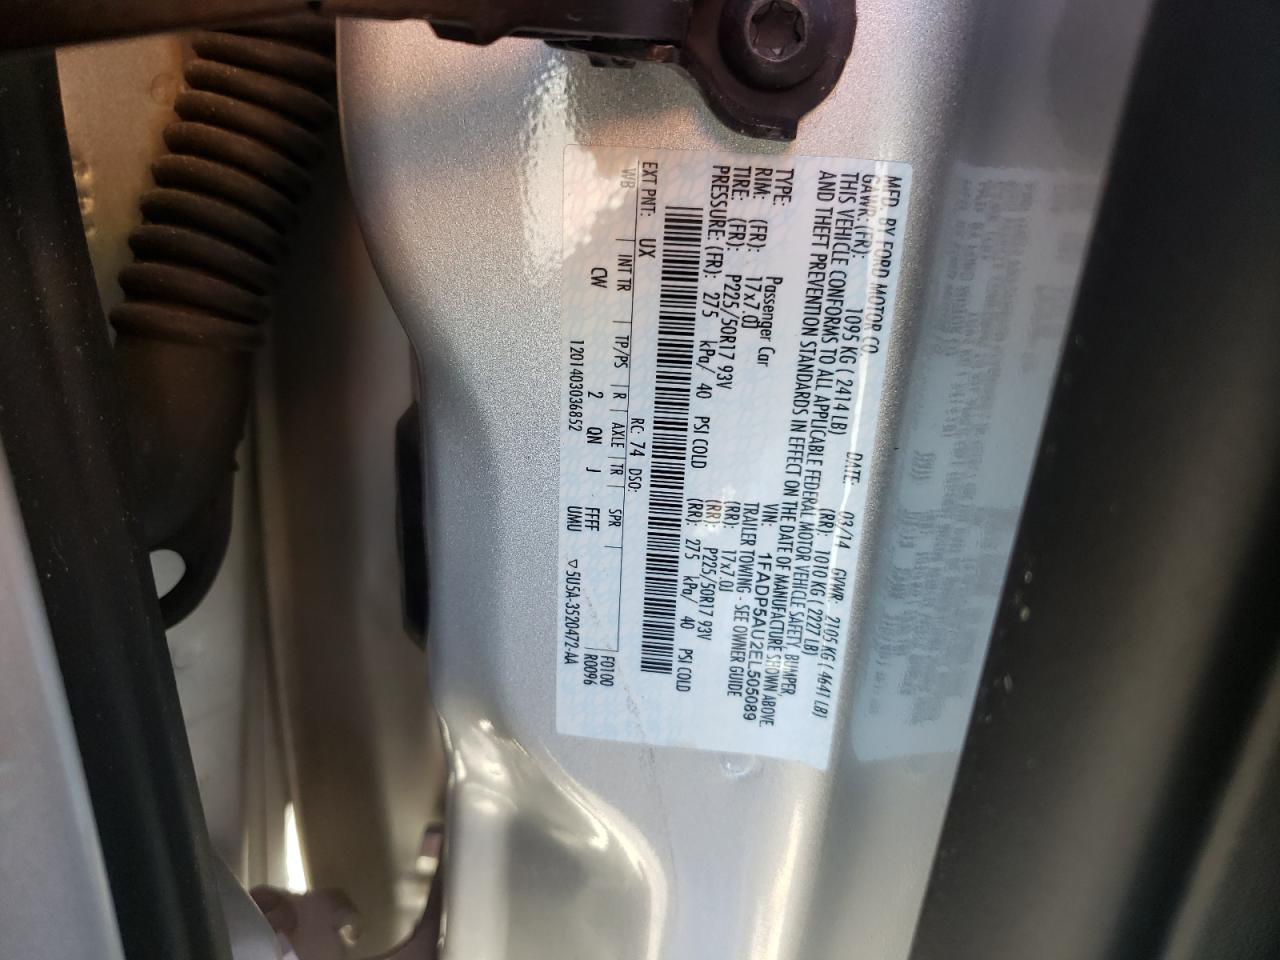 MFD. BY FORD MOTOR CO.
DATE: 03/14 GVWR: 2105 KG ( 4641 LB)
GAWR: (FR): 1095 KG ( 2414 LB) (RR): 1010 KG ( 2227 LB)
THIS VEHICLE CONFORMS TO ALL APPLICABLE FEDERAL MOTOR VEHICLE SAFETY, BUMPER,
AND THEFT PREVENTION STANDARDS IN EFFECT ON THE DATE OF MANUFACTURE SHOWN ABOVE.
VIN: 1FADP5AU2EL505089
TYPE: Passenger Car TRAILER TOWING - SEE OWNER GUIDE
RIM: (FR): 17x7.0J (RR): 17x7.0J
TIRE: (FR): P225/50R17 93V (RR): P225/50R17 93V
PRESSURE: (FR): 275 kPa/ 40 PSI COLD (RR): 275 kPa/ 40 PSI COLD
EXT PNT: UX RC: 74 DSO:
WB | INT TR | TP/PS | R | AXLE | TR | SPR | F0100
CW 2 QN J FFFF R0096
1201403036852 UMU ▽5U5A-3520472-AA